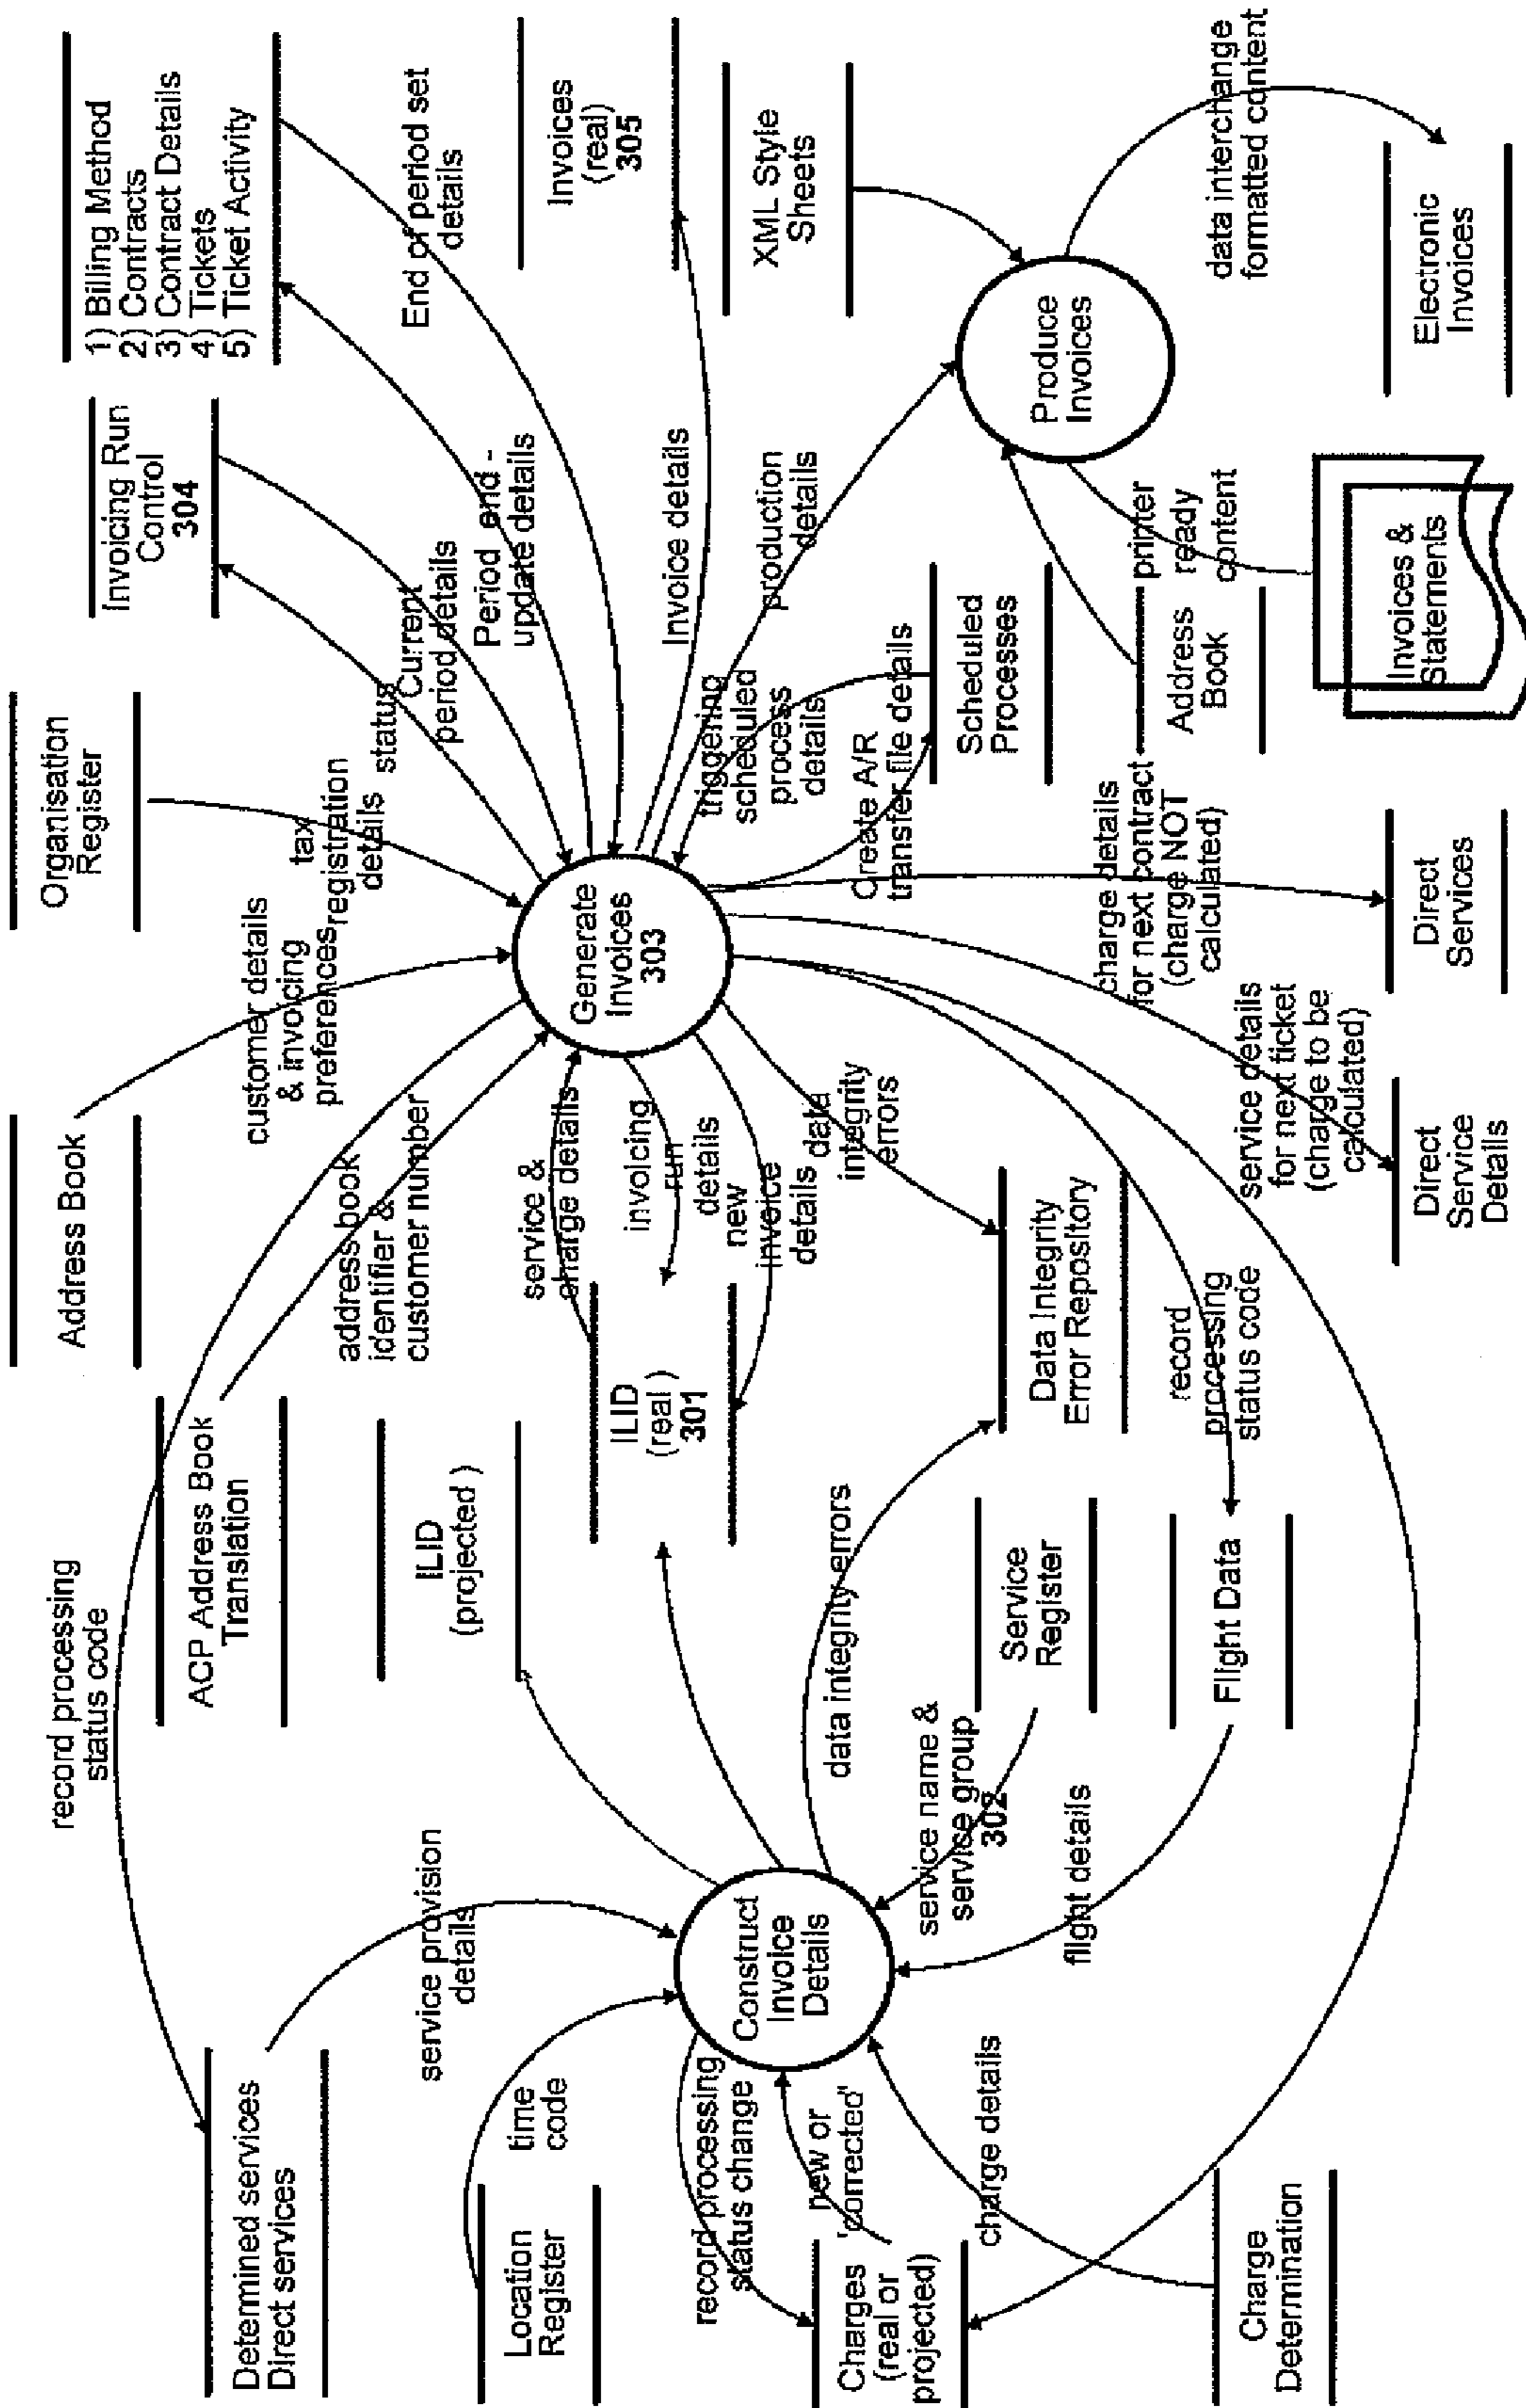 Determined services
Direct services
record processing
status code
Address Book
Organisation
Register
Invoicing Run
Control
304
1) Billing Method
2) Contracts
3) Contract Details
4) Tickets
5) Ticket Activity
ACP Address Book
Translation
customer details
& invoicing
preferences
tax
registration
details
status
Current
period details
Period end -
update details
End of period set
details
Location
Register
time
code
service provision
details
ILID
(projected )
address book
identifier &
customer number
service &
charge details
Generate
Invoices
303
Invoice details
Invoices
(real)
305
ILID
(real )
301
invoicing
run
details
new
invoice
details
data
integrity
errors
triggering
scheduled
process
details
production
details
XML Style
Sheets
record processing
status change
Construct
Invoice
Details
new or
'corrected"
Charges
(real or
projected)
data integrity errors
Create A/R
transfer file details
Scheduled
Processes
Produce
Invoices
service name &
service group
302
Service
Register
Data Integrity
Error Repository
charge details
for next contract
(charge NOT
calculated)
Address
Book
printer
ready
content
data interchange
formatted content
charge details
flight details
Flight Data
record
processing
status code
service details
for next ticket
(charge to be
calculated)
Charge
Determination
Direct
Service
Details
Direct
Services
Invoices &
Statements
Electronic
Invoices